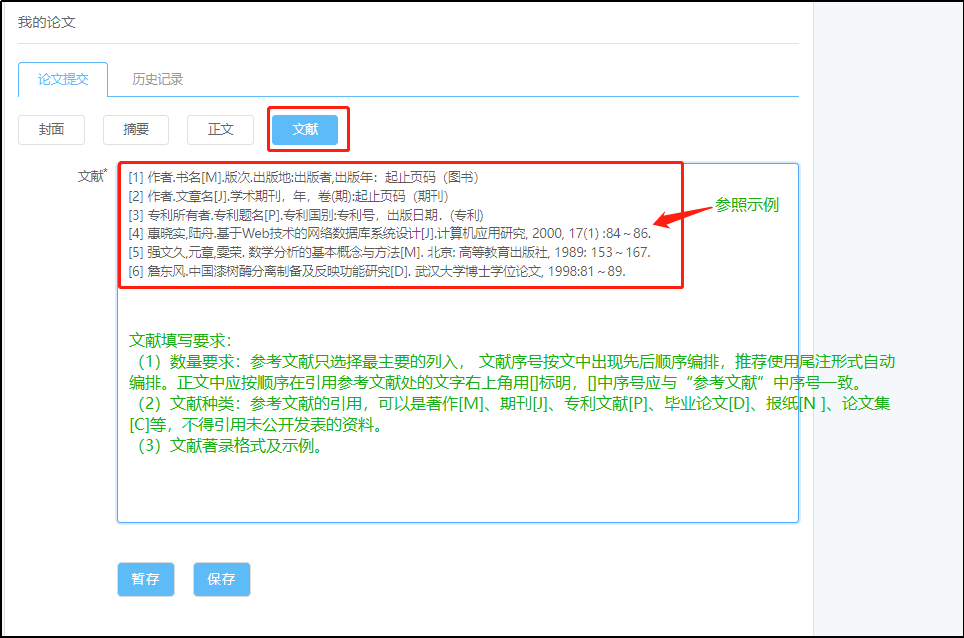 我的论文
论文提交 历史记录
封面 摘要 正文 文献
文献*
[1] 作者.书名[M].版次.出版地:出版者,出版年：起止页码（图书）
[2] 作者.文章名[J].学术期刊，年，卷(期):起止页码（期刊）
[3] 专利所有者.专利题名[P].专利国别:专利号，出版日期．(专利)
[4] 惠晓实,陆舟.基于Web技术的网络数据库系统设计[J].计算机应用研究, 2000, 17(1) :84～86.
[5] 强文久,元章,雯荣. 数学分析的基本概念与方法[M]. 北京: 高等教育出版社, 1989: 153～167.
[6] 詹东风.中国漆树酶分离制备及反映功能研究[D]. 武汉大学博士学位论文, 1998:81～89.
参照示例
文献填写要求：
（1）数量要求：参考文献只选择最主要的列入， 文献序号按文中出现先后顺序编排，推荐使用尾注形式自动
编排。正文中应按顺序在引用参考文献处的文字右上角用[]标明，[]中序号应与“参考文献”中序号一致。
（2）文献种类：参考文献的引用，可以是著作[M]、期刊[J]、专利文献[P]、毕业论文[D]、报纸[N ]、论文集
[C]等，不得引用未公开发表的资料。
（3）文献著录格式及示例。
暂存 保存